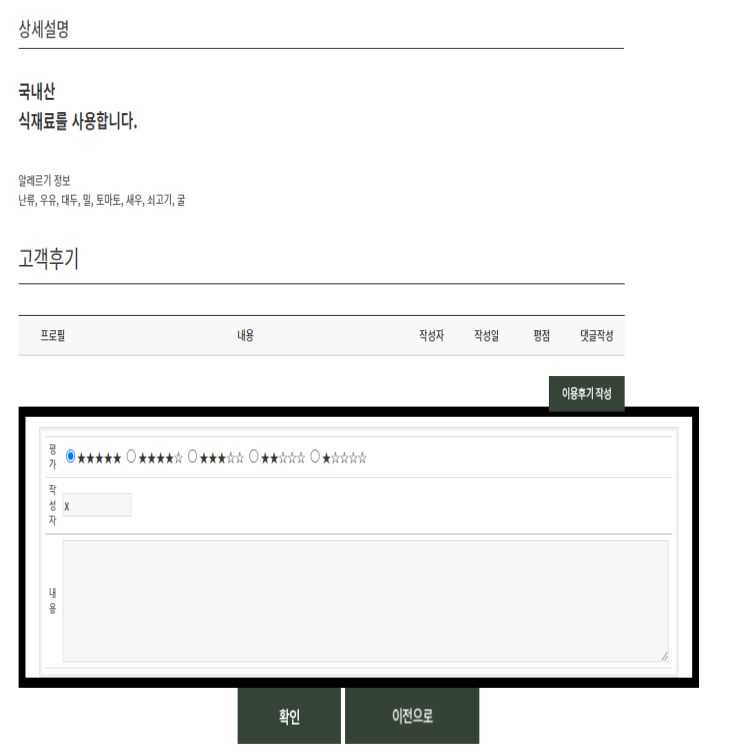 상세설명
국내산
식재료를 사용합니다.
알레르기 정보
난류, 우유, 대두, 밀, 토마토, 새우, 쇠고기, 굴
고객후기
프로필 내용 작성자 작성일 평점 댓글작성
이용후기 작성
평가 ★★★★★ ★★★★☆ ★★★☆☆ ★★☆☆☆ ★☆☆☆☆
작성자 x
내용
확인 이전으로